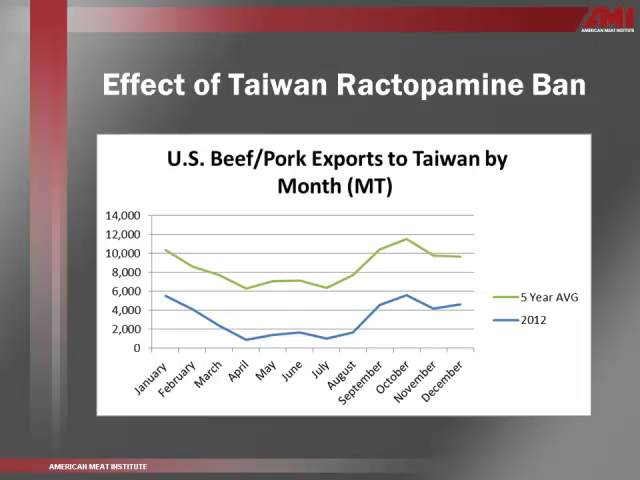 AMI
AMERICAN MEAT INSTITUTE
Effect of Taiwan Ractopamine Ban
U.S. Beef/Pork Exports to Taiwan by
Month (MT)
14,000
12,000
10,000
8,000
6,000
4,000
2,000
0
January
February
March
April
May
June
July
August
September
October
November
December
5 Year AVG
2012
AMERICAN MEAT INSTITUTE